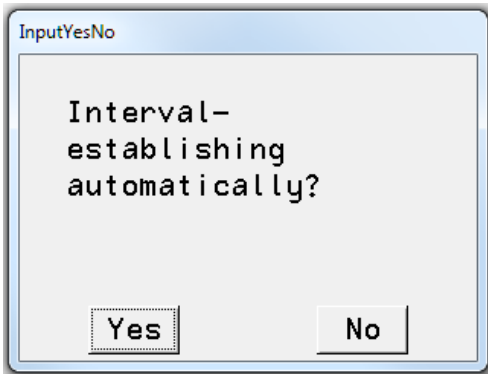 InputYesNo
Interval-
establishing
automatically?
Yes No